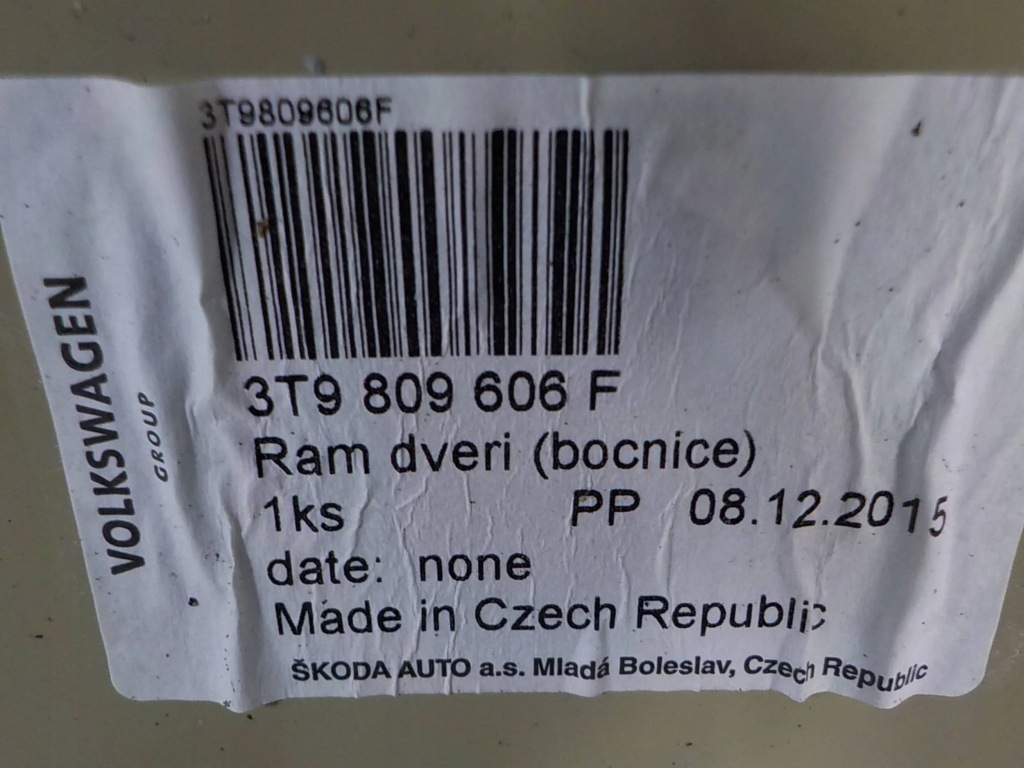 3T9809606F
3T9 809 606 F
Ram dveri (bocnice)
1ks PP 08.12.2015
date: none
Made in Czech Republic
ŠKODA AUTO a.s. Mladá Boleslav, Czech Republic
VOLKSWAGEN
GROUP